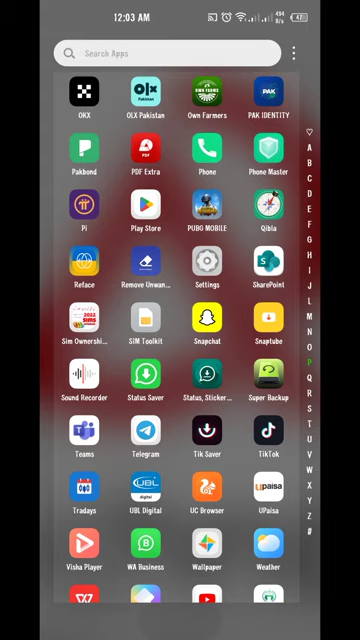 12:03 AM
494 B/s
47
Search Apps
OKX
OLX Pakistan
Own Farmers
PAK IDENTITY
Pakbond
PDF Extra
Phone
Phone Master
Pi
Play Store
PUBG MOBILE
Qibla
Reface
Remove Unwan...
Settings
SharePoint
Sim Ownershi...
SIM Toolkit
Snapchat
Snaptube
Sound Recorder
Status Saver
Status, Sticker...
Super Backup
Teams
Telegram
Tik Saver
TikTok
Tradays
UBL Digital
UC Browser
UPaisa
Visha Player
WA Business
Wallpaper
Weather
A
B
C
D
E
F
G
H
I
J
L
M
N
O
P
Q
R
S
T
U
V
W
X
Y
Z
#